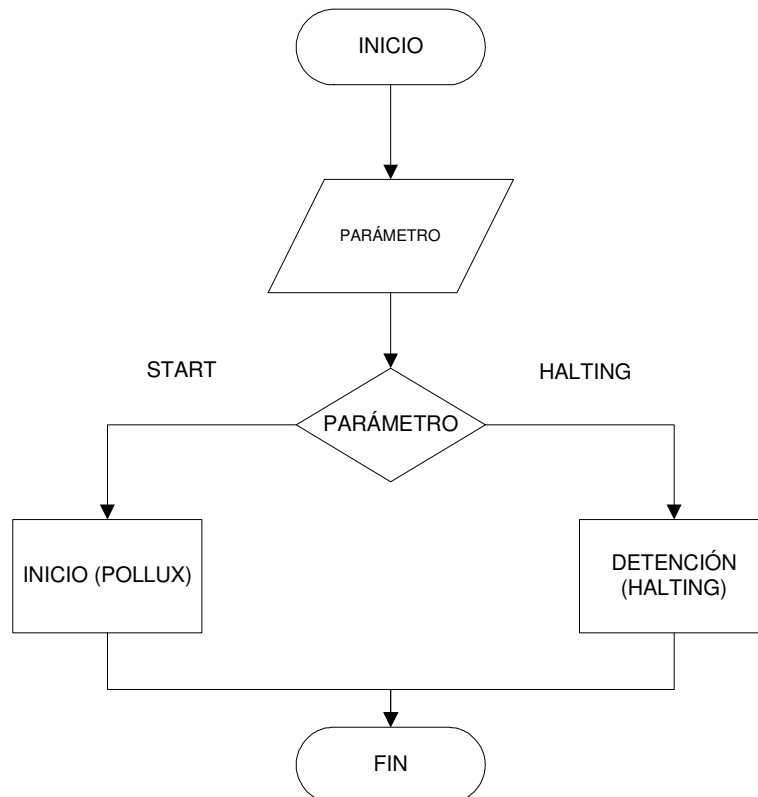 INICIO
PARÁMETRO
START
HALTING
PARÁMETRO
INICIO (POLLUX)
DETENCIÓN
(HALTING)
FIN